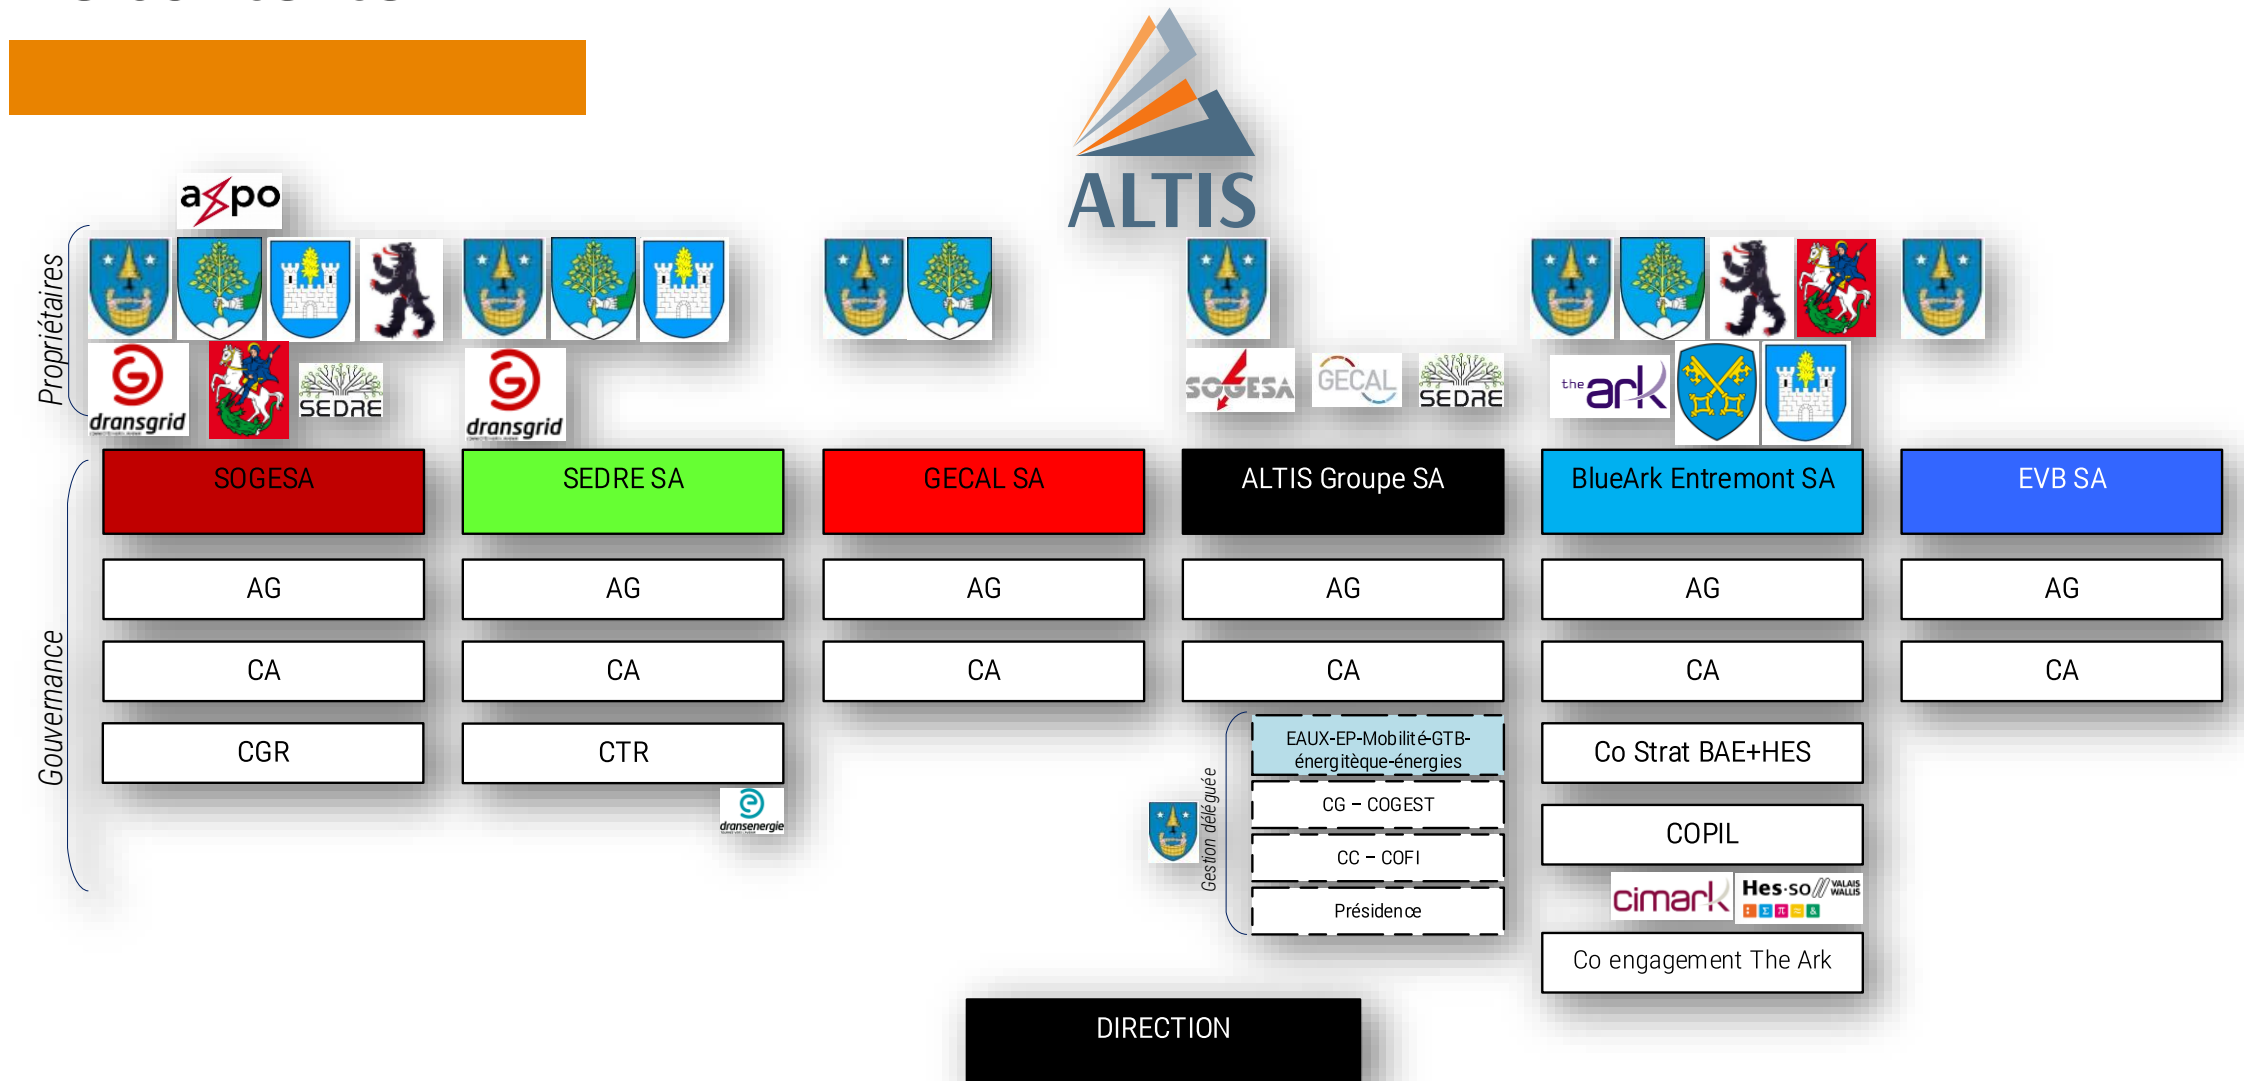 ALTIS
axpo
Propriétaires
dransgrid
SEDRE
dransgrid
SOGESA
GECAL
SEDRE
the ark
SOGESA
SEDRE SA
GECAL SA
ALTIS Groupe SA
BlueArk Entremont SA
EVB SA
Gouvernance
AG
AG
AG
AG
AG
AG
CA
CA
CA
CA
CA
CA
CGR
CTR
dransenergie
Gestion déléguée
EAUX-EP-Mobilité-GTB-
énergitèque-énergies
CG – COGEST
CC – COFI
Présidence
Co Strat BAE+HES
COPIL
cimark
Hes·so VALAIS
WALLIS
Σ π ≈ &
Co engagement The Ark
DIRECTION